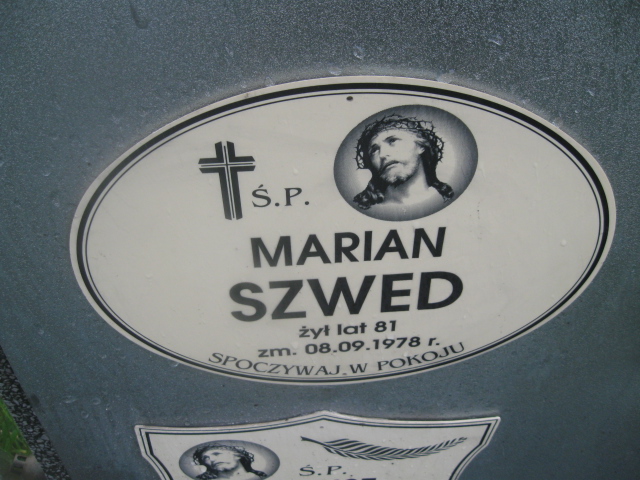 Ś.P.
MARIAN
SZWED
żył lat 81
zm. 08.09.1978 r.
SPOCZYWAJ W POKOJU
Ś.P.